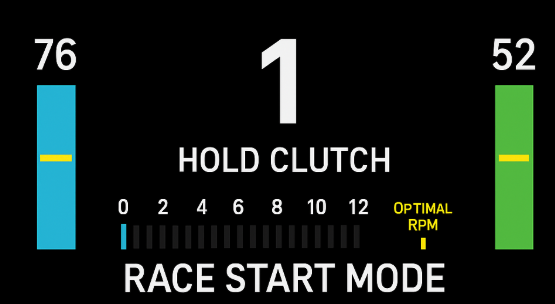 76 1 52
HOLD CLUTCH
0 2 4 6 8 10 12
OPTIMAL
RPM
RACE START MODE